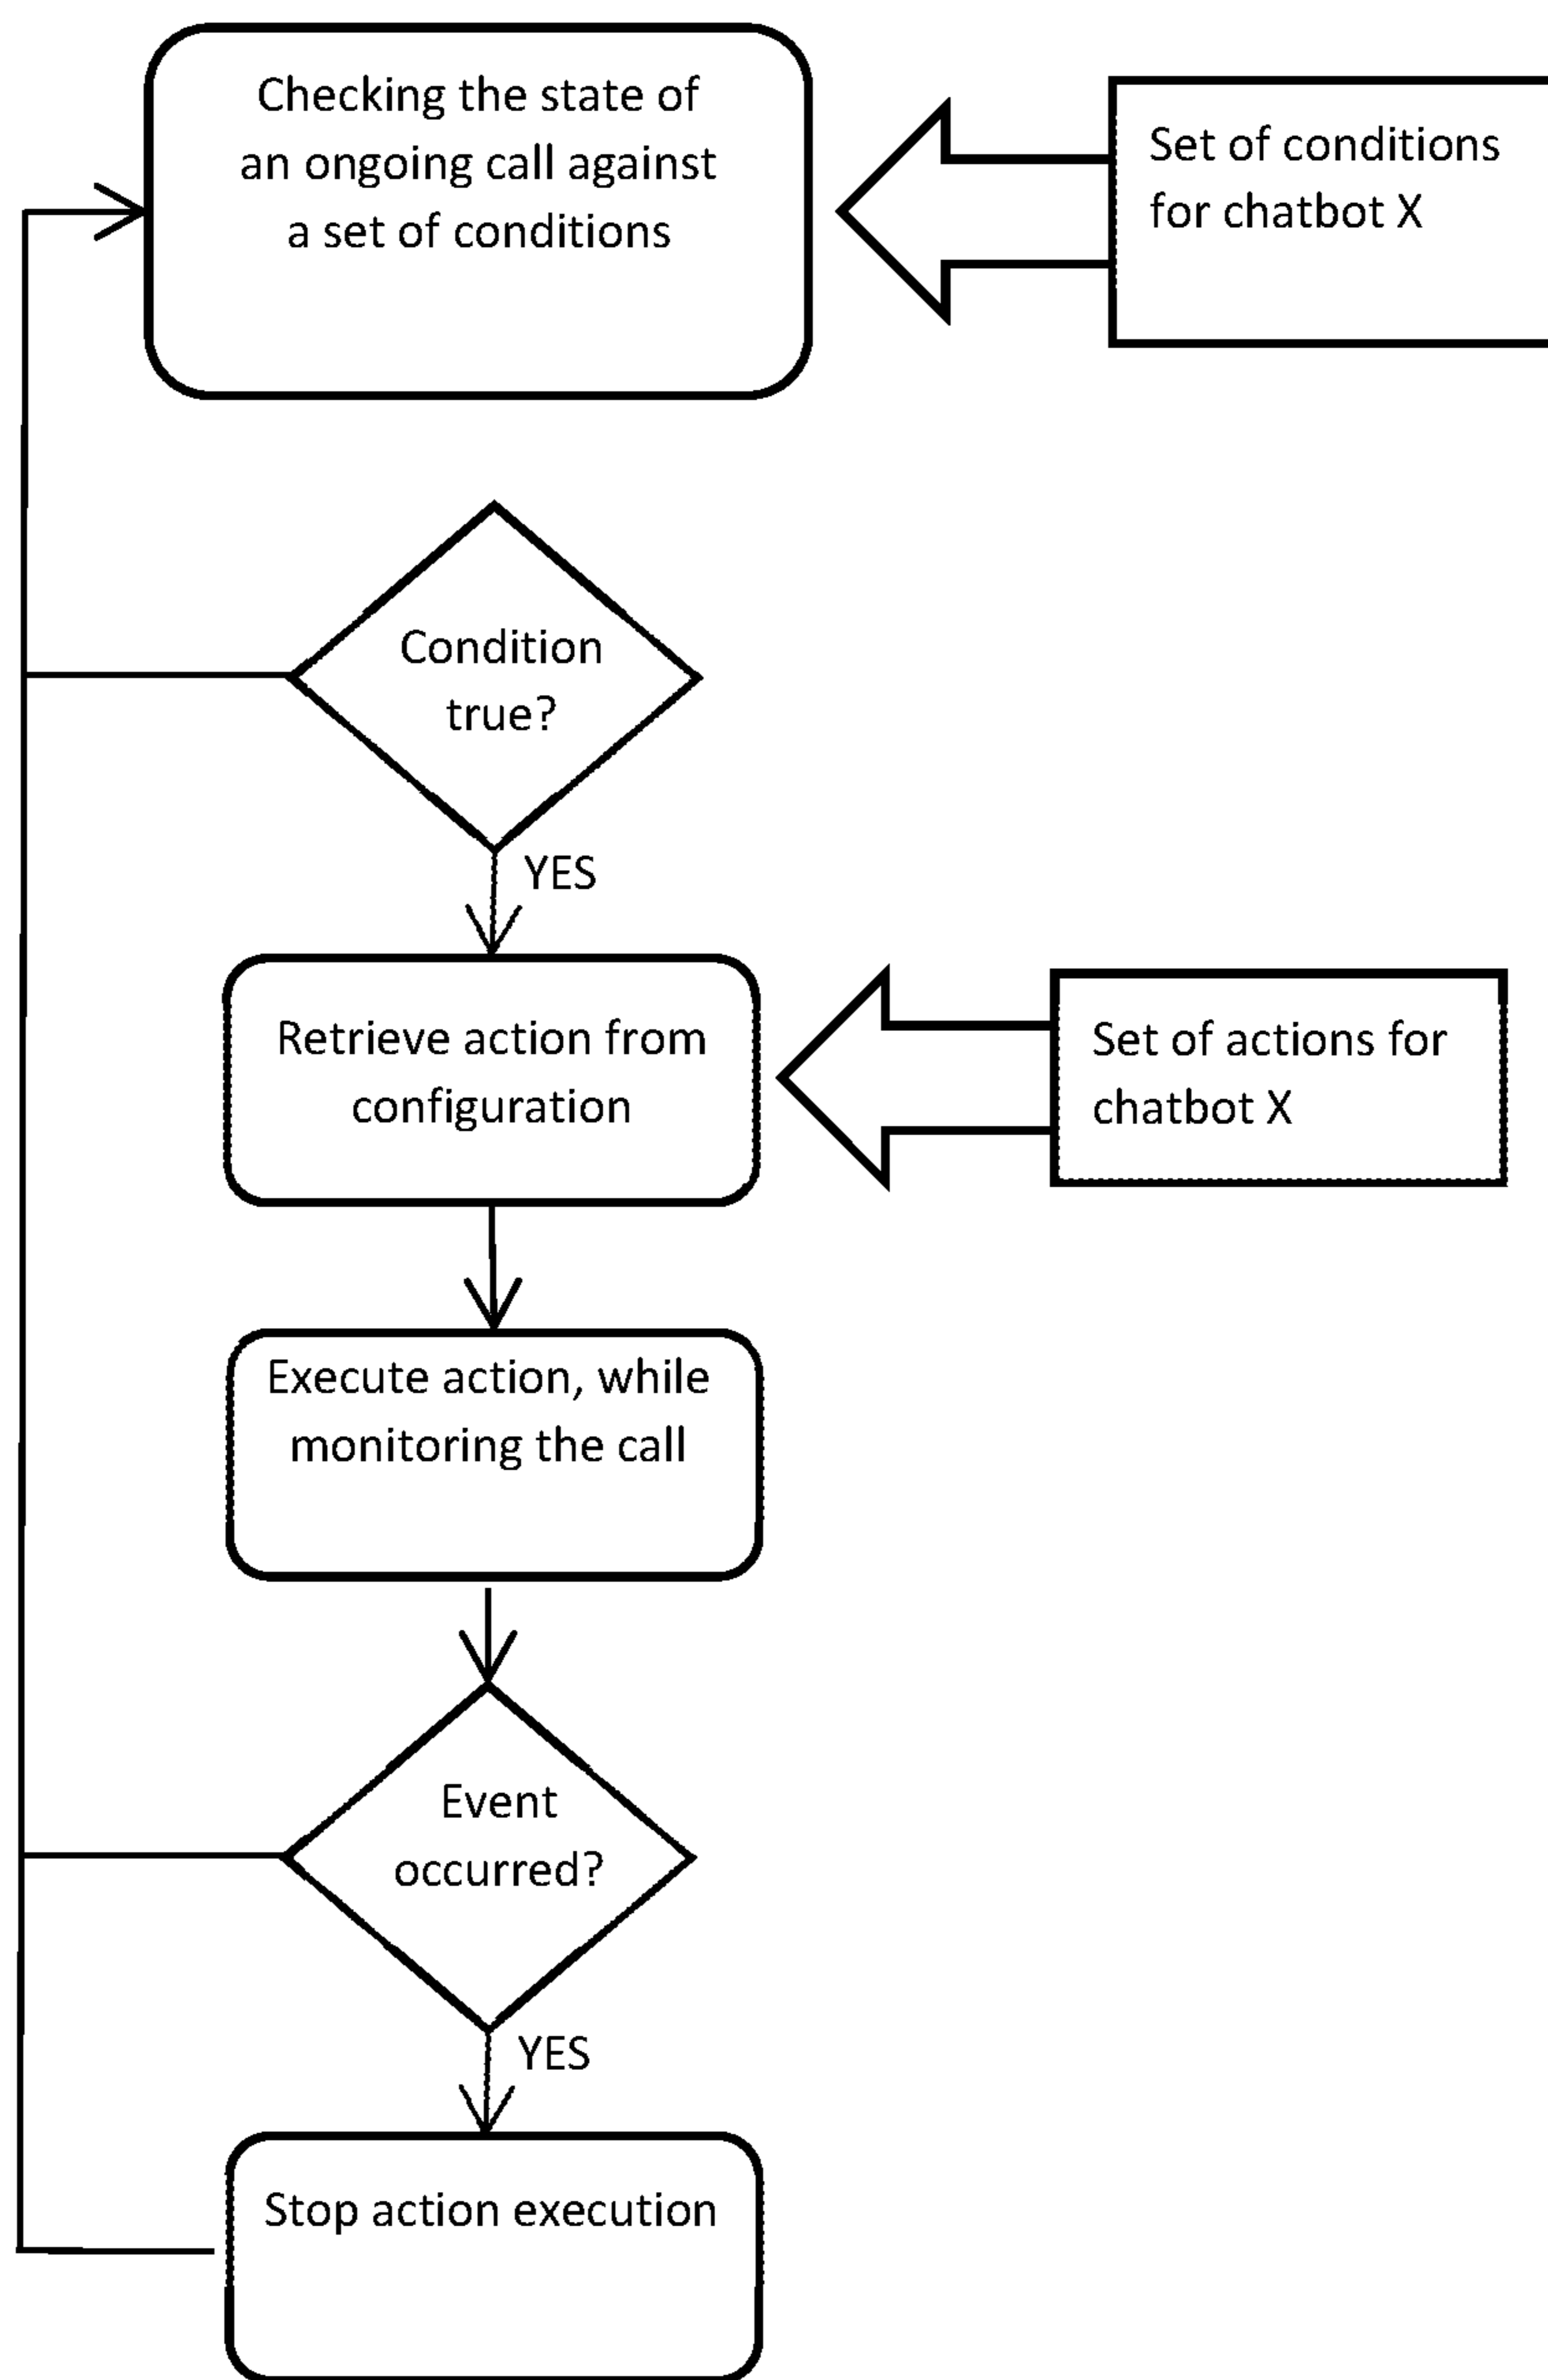 Checking the state of
an ongoing call against
a set of conditions
Set of conditions
for chatbot X
Condition
true?
YES
Retrieve action from
configuration
Set of actions for
chatbot X
Execute action, while
monitoring the call
Event
occurred?
YES
Stop action execution